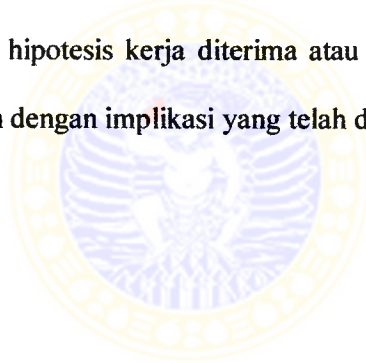 hipotesis kerja diterima atau
dengan implikasi yang telah d